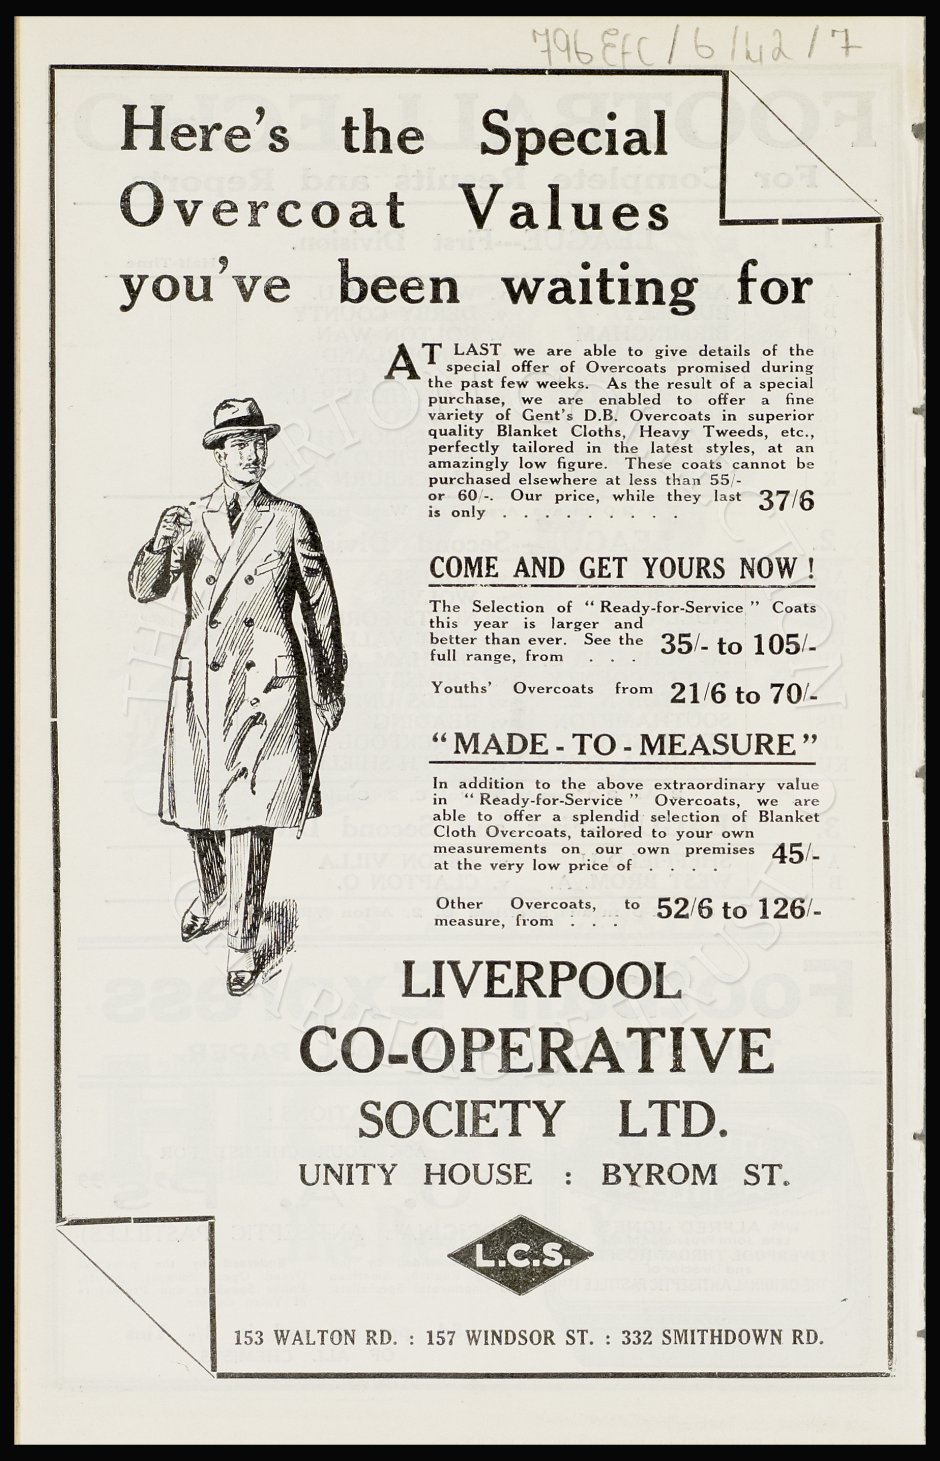 796 EFC/6/42/7
Here's the Special
Overcoat Values
you've been waiting for
AT LAST we are able to give details of the
special offer of Overcoats promised during
the past few weeks. As the result of a special
purchase, we are enabled to offer a fine
variety of Gent's D.B. Overcoats in superior
quality Blanket Cloths, Heavy Tweeds, etc.,
perfectly tailored in the latest styles, at an
amazingly low figure. These coats cannot be
purchased elsewhere at less than 55/-
or 60/-. Our price, while they last 37/6
is only . . . . . . . . . .
COME AND GET YOURS NOW !
The Selection of "Ready-for-Service" Coats
this year is larger and
better than ever. See the 35/- to 105/-
full range, from . . .
Youths' Overcoats from 21/6 to 70/-
"MADE-TO-MEASURE"
In addition to the above extraordinary value
in "Ready-for-Service" Overcoats, we are
able to offer a splendid selection of Blanket
Cloth Overcoats, tailored to your own
measurements on our own premises 45/-
at the very low price of . . . .
Other Overcoats, to 52/6 to 126/-
measure, from . . .
LIVERPOOL
CO-OPERATIVE
SOCIETY LTD.
UNITY HOUSE : BYROM ST.
L.C.S.
153 WALTON RD. : 157 WINDSOR ST. : 332 SMITHDOWN RD.
THE EVERTON COLLECTION
CHARITABLE TRUST